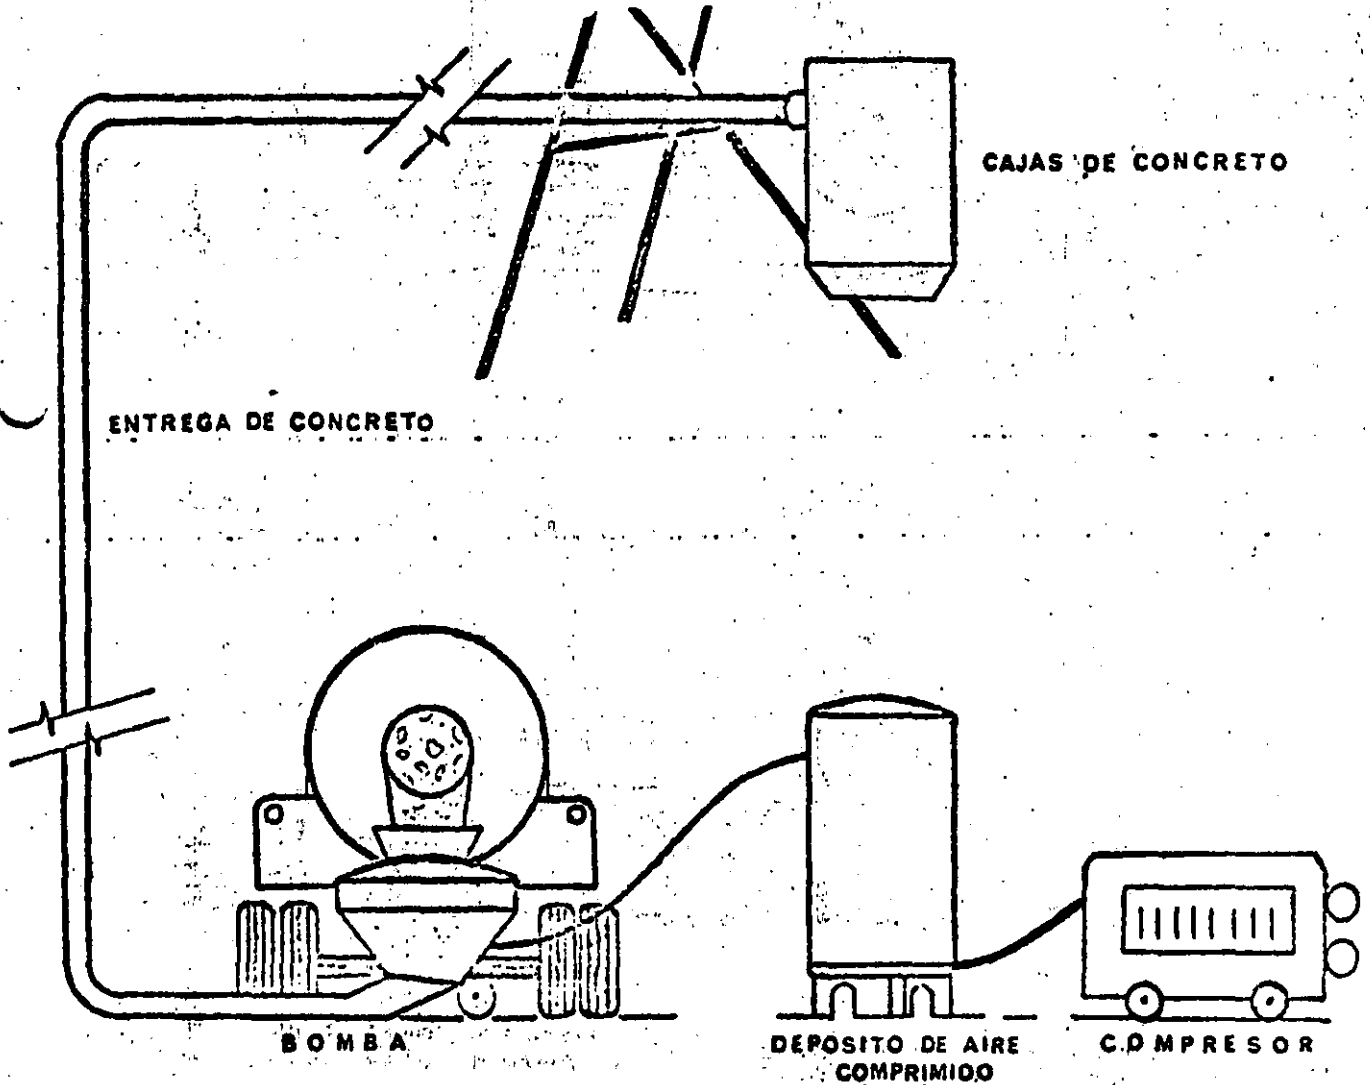 CAJAS DE CONCRETO
ENTREGA DE CONCRETO
BOMBA
DEPOSITO DE AIRE
COMPRIMIDO
COMPRESOR